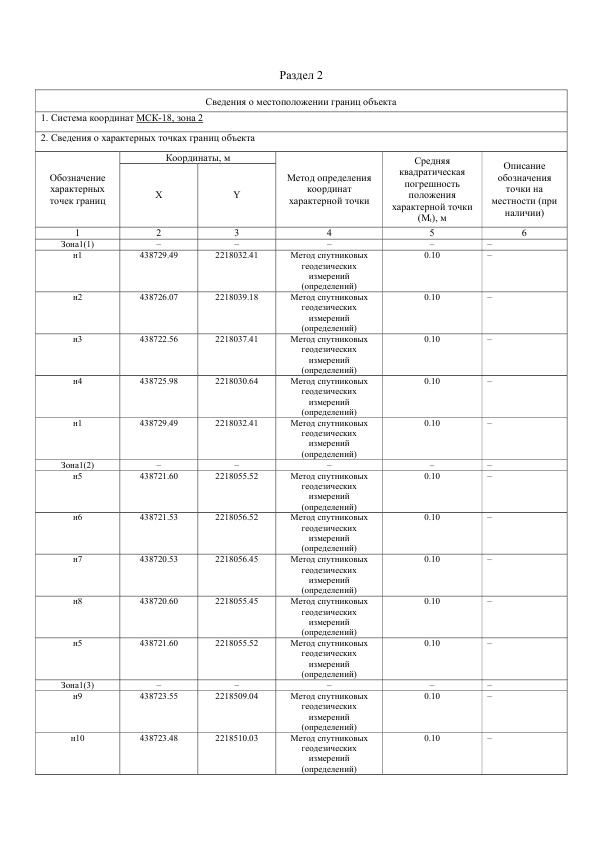 Раздел 2
Сведения о местоположении границ объекта
1. Система координат МСК-18, зона 2
2. Сведения о характерных точках границ объекта
Обозначение
характерных
точек границ
Координаты, м
X
Y
Метод определения
координат
характерной точки
Средняя
квадратическая
погрешность
положения
характерной точки
(Mt), м
Описание
обозначения
точки на
местности (при
наличии)
1 2 3 4 5 6
Зона1(1) – – – – –
н1 438729.49 2218032.41 Метод спутниковых 0.10 –
геодезических
измерений
(определений)
н2 438726.07 2218039.18 Метод спутниковых 0.10 –
геодезических
измерений
(определений)
н3 438722.56 2218037.41 Метод спутниковых 0.10 –
геодезических
измерений
(определений)
н4 438725.98 2218030.64 Метод спутниковых 0.10 –
геодезических
измерений
(определений)
н1 438729.49 2218032.41 Метод спутниковых 0.10 –
геодезических
измерений
(определений)
Зона1(2) – – – – –
н5 438721.60 2218055.52 Метод спутниковых 0.10 –
геодезических
измерений
(определений)
н6 438721.53 2218056.52 Метод спутниковых 0.10 –
геодезических
измерений
(определений)
н7 438720.53 2218056.45 Метод спутниковых 0.10 –
геодезических
измерений
(определений)
н8 438720.60 2218055.45 Метод спутниковых 0.10 –
геодезических
измерений
(определений)
н5 438721.60 2218055.52 Метод спутниковых 0.10 –
геодезических
измерений
(определений)
Зона1(3) – – – – –
н9 438723.55 2218509.04 Метод спутниковых 0.10 –
геодезических
измерений
(определений)
н10 438723.48 2218510.03 Метод спутниковых 0.10 –
геодезических
измерений
(определений)